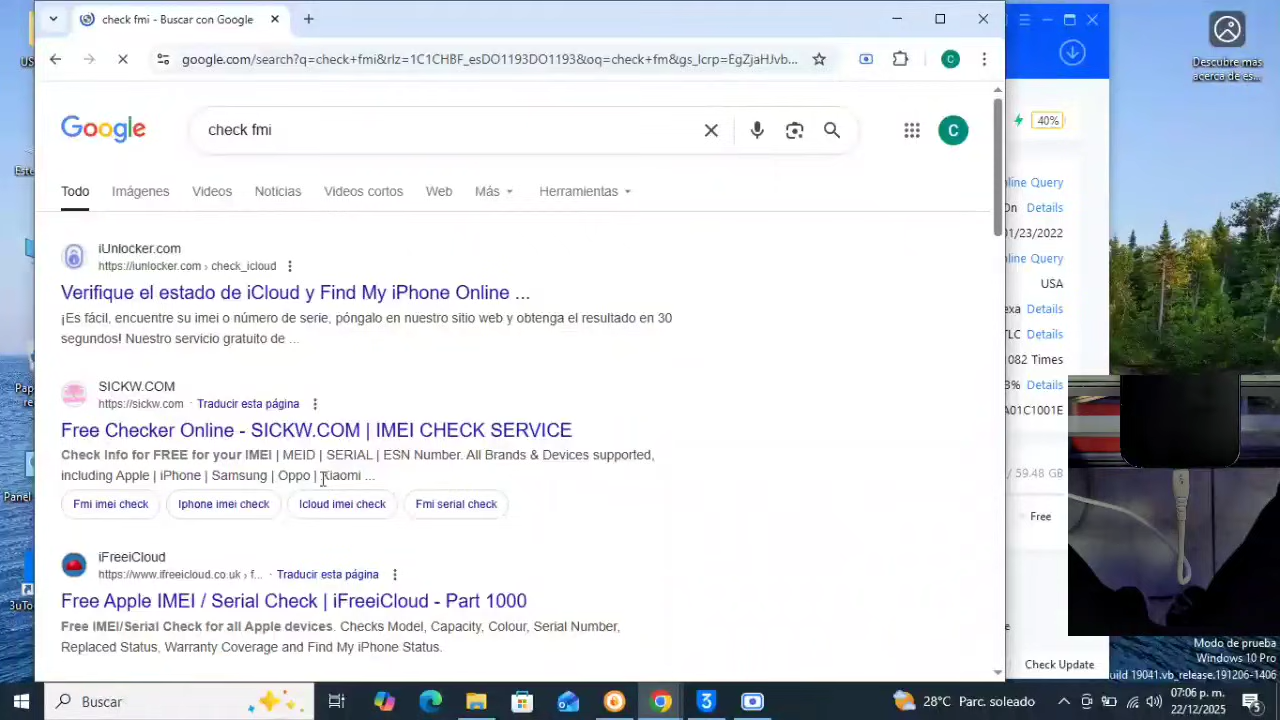 check fmi - Buscar con Google
google.com/search?q=check+fmi&rlz=1C1CHBF_esDO1193DO1193&oq=check+fm&gs_lcrp=EgZjaHJvb...
C
Descubre más
acerca de es...
Google
check fmi
C
40%
Todo
Imágenes
Videos
Noticias
Videos cortos
Web
Más
Herramientas
line Query
On Details
01/23/2022
line Query
USA
Details
TLC Details
1082 Times
3% Details
A01C1001E
/ 59.48 GB
Free
Check Update
iUnlocker.com
https://iunlocker.com › check_icloud
Verifique el estado de iCloud y Find My iPhone Online ...
¡Es fácil, encuentre su imei o número de serie, póngalo en nuestro sitio web y obtenga el resultado en 30
segundos! Nuestro servicio gratuito de ...
SICKW.COM
https://sickw.com · Traducir esta página
Free Checker Online - SICKW.COM | IMEI CHECK SERVICE
Check Info for FREE for your IMEI | MEID | SERIAL | ESN Number. All Brands & Devices supported,
including Apple | iPhone | Samsung | Oppo | Xiaomi ...
Fmi imei check
Iphone imei check
Icloud imei check
Fmi serial check
iFreeiCloud
https://www.ifreeicloud.co.uk › f... · Traducir esta página
Free Apple IMEI / Serial Check | iFreeiCloud - Part 1000
Free IMEI/Serial Check for all Apple devices. Checks Model, Capacity, Colour, Serial Number,
Replaced Status, Warranty Coverage and Find My iPhone Status.
Modo de prueba
Windows 10 Pro
uild 19041.vb_release.191206-1406
Este
Pap
re
Panel
3uTo
Buscar
28°C Parc. soleado
07:06 p. m.
22/12/2025
5